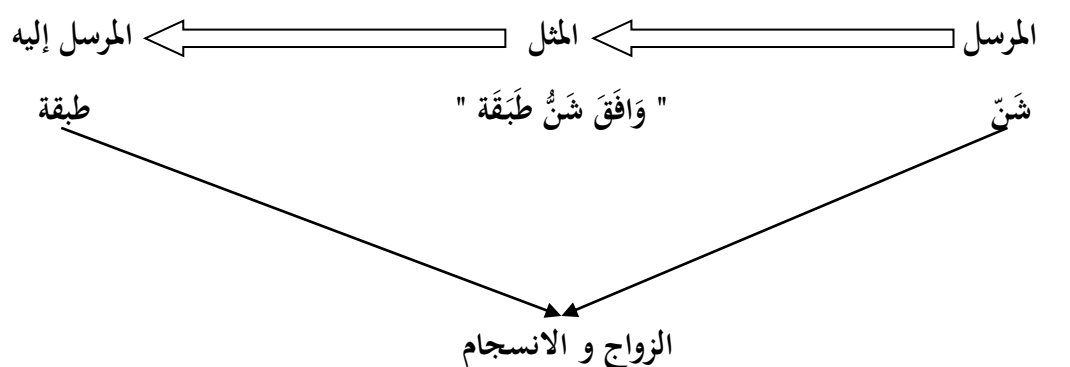 المرسل المثل المرسل إليه
شَنّ " وَافَقَ شَنُّ طَبَقَة " طبقة
الزواج و الانسجام